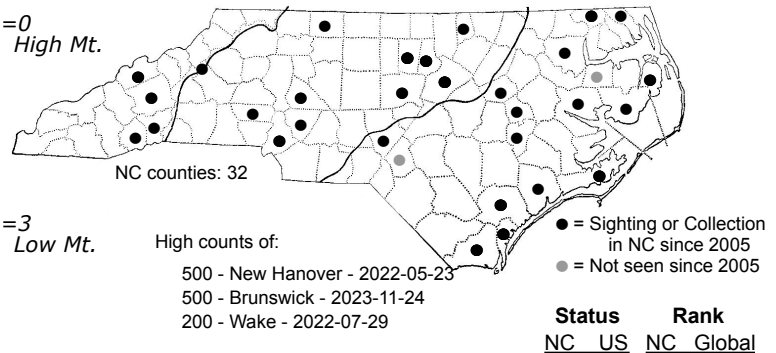 =0
High Mt.
NC counties: 32
=3
Low Mt.
High counts of:
500 - New Hanover - 2022-05-23
500 - Brunswick - 2023-11-24
200 - Wake - 2022-07-29
= Sighting or Collection
in NC since 2005
= Not seen since 2005
Status Rank
NC US NC Global